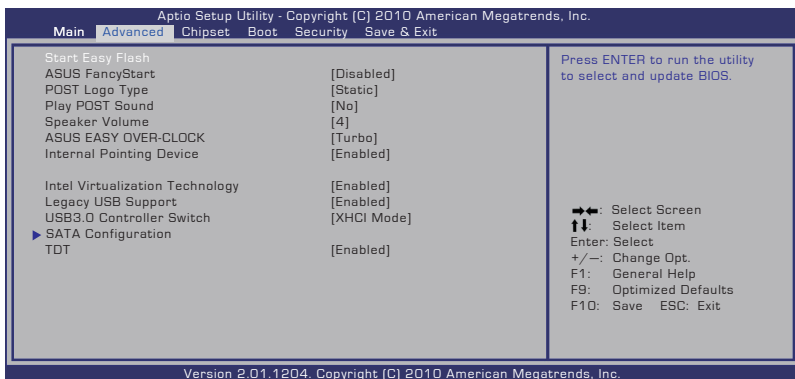 Aptio Setup Utility - Copyright (C) 2010 American Megatrends, Inc.
Main Advanced Chipset Boot Security Save & Exit
Start Easy Flash
ASUS FancyStart [Disabled]
POST Logo Type [Static]
Play POST Sound [No]
Speaker Volume [4]
ASUS EASY OVER-CLOCK [Turbo]
Internal Pointing Device [Enabled]
Intel Virtualization Technology [Enabled]
Legacy USB Support [Enabled]
USB3.0 Controller Switch [XHCI Mode]
SATA Configuration
TDT [Enabled]
Press ENTER to run the utility
to select and update BIOS.
→←: Select Screen
↑↓: Select Item
Enter: Select
+/–: Change Opt.
F1: General Help
F9: Optimized Defaults
F10: Save ESC: Exit
Version 2.01.1204. Copyright (C) 2010 American Megatrends, Inc.